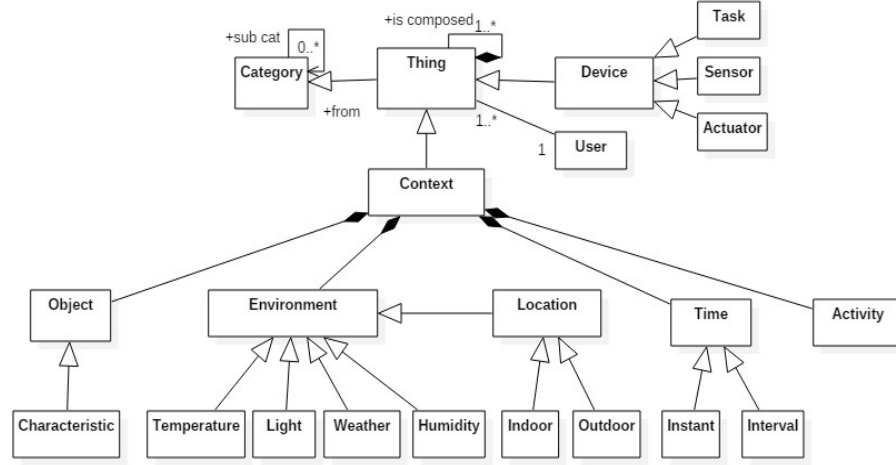 Task
+is composed
1..*
+sub cat
0..*
Category
Thing
Device
Sensor
+from
1..*
Actuator
1
User
Context
Object
Environment
Location
Time
Activity
Characteristic
Temperature
Light
Weather
Humidity
Indoor
Outdoor
Instant
Interval